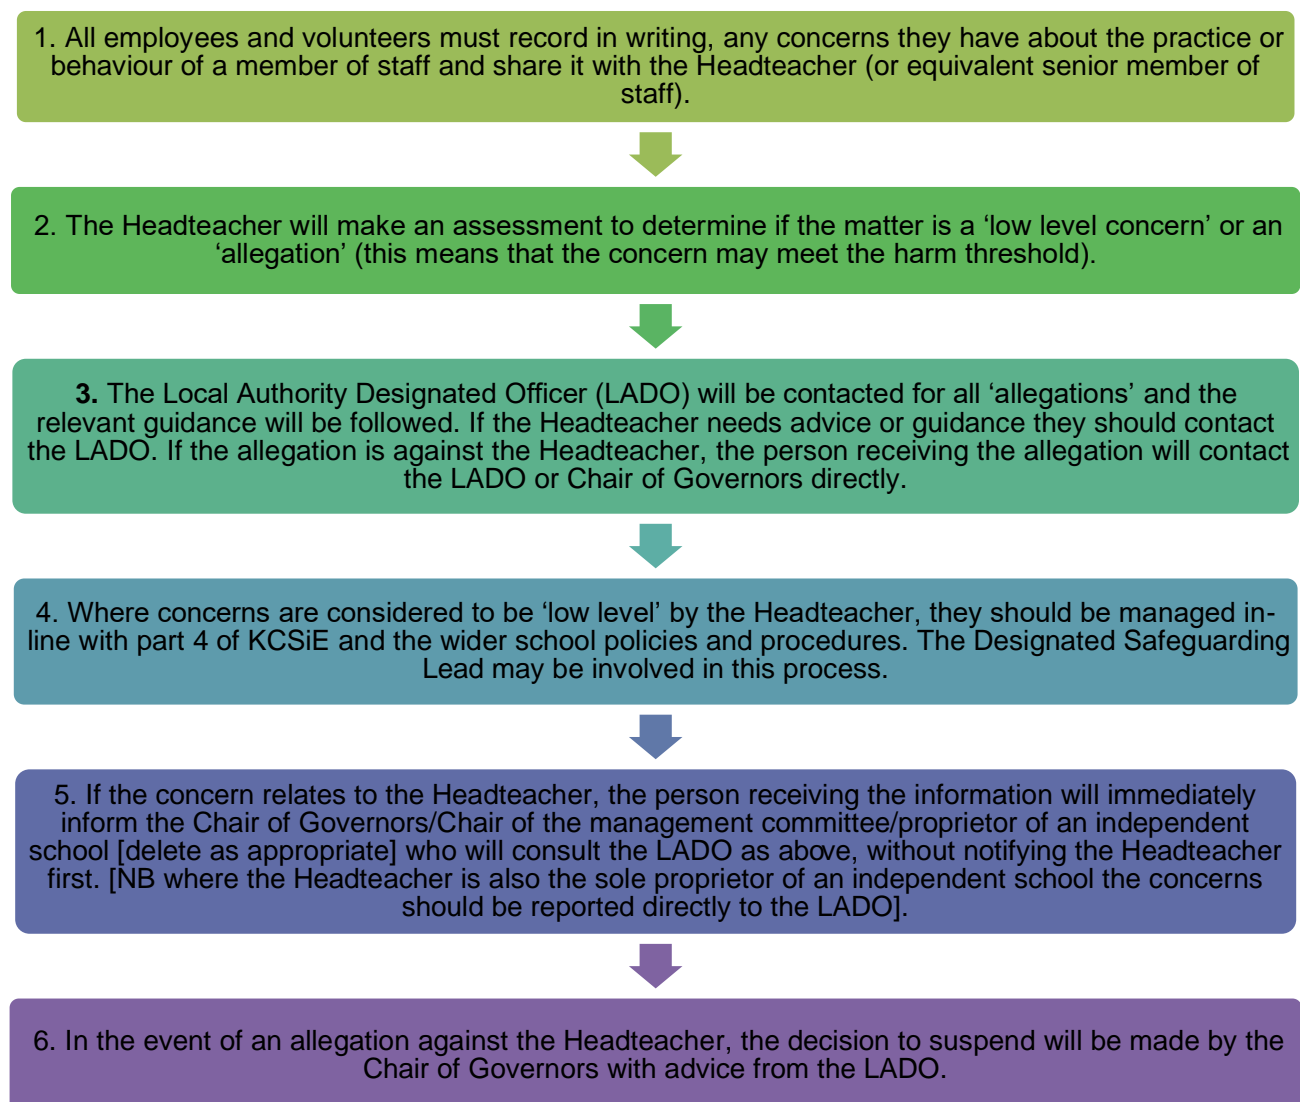 1. All employees and volunteers must record in writing, any concerns they have about the practice or
behaviour of a member of staff and share it with the Headteacher (or equivalent senior member of
staff).
2. The Headteacher will make an assessment to determine if the matter is a ‘low level concern’ or an
‘allegation’ (this means that the concern may meet the harm threshold).
3. The Local Authority Designated Officer (LADO) will be contacted for all ‘allegations’ and the
relevant guidance will be followed. If the Headteacher needs advice or guidance they should contact
the LADO. If the allegation is against the Headteacher, the person receiving the allegation will contact
the LADO or Chair of Governors directly.
4. Where concerns are considered to be ‘low level’ by the Headteacher, they should be managed in-
line with part 4 of KCSiE and the wider school policies and procedures. The Designated Safeguarding
Lead may be involved in this process.
5. If the concern relates to the Headteacher, the person receiving the information will immediately
inform the Chair of Governors/Chair of the management committee/proprietor of an independent
school [delete as appropriate] who will consult the LADO as above, without notifying the Headteacher
first. [NB where the Headteacher is also the sole proprietor of an independent school the concerns
should be reported directly to the LADO].
6. In the event of an allegation against the Headteacher, the decision to suspend will be made by the
Chair of Governors with advice from the LADO.